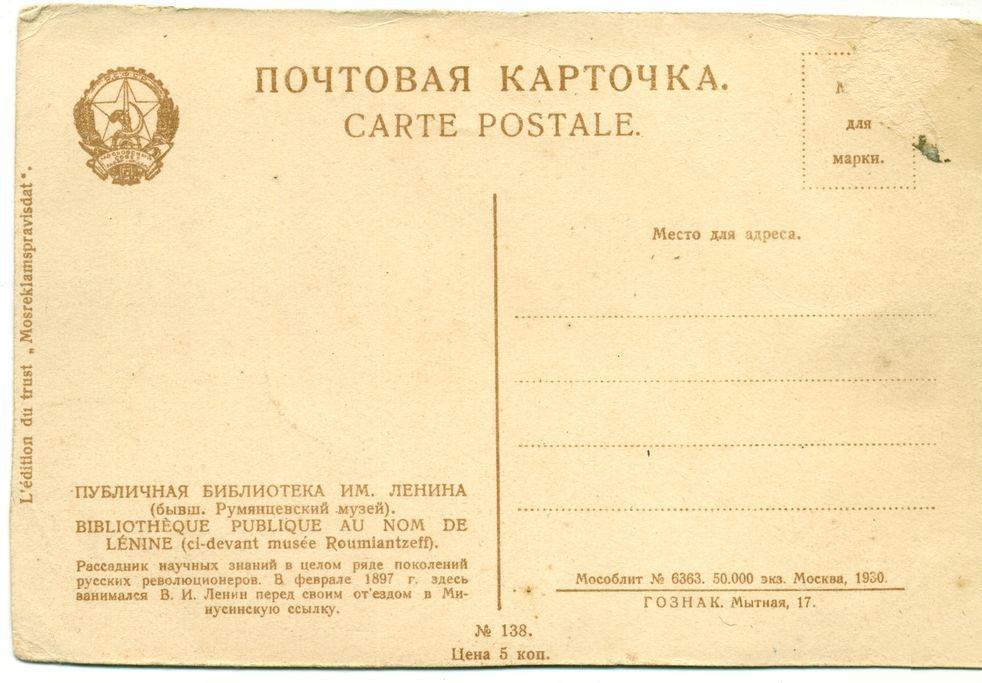 ПОЧТОВАЯ КАРТОЧКА.
CARTE POSTALE.
для
марки.
Место для адреса.
L'édition du trust „Mosreklamspravisdat".
ПУБЛИЧНАЯ БИБЛИОТЕКА ИМ. ЛЕНИНА
(бывш. Румянцевский музей).
BIBLIOTHÈQUE PUBLIQUE AU NOM DE
LÉNINE (ci-devant musée Roumiantzeff).
Рассадник научных знаний в целом ряде поколений
русских революционеров. В феврале 1897 г. здесь
занимался В. И. Ленин перед своим от'ездом в Ми-
нусинскую ссылку.
Мособлит № 6363. 50.000 экз. Москва, 1930.
ГОЗНАК. Мытная, 17.
№ 138.
Цена 5 коп.